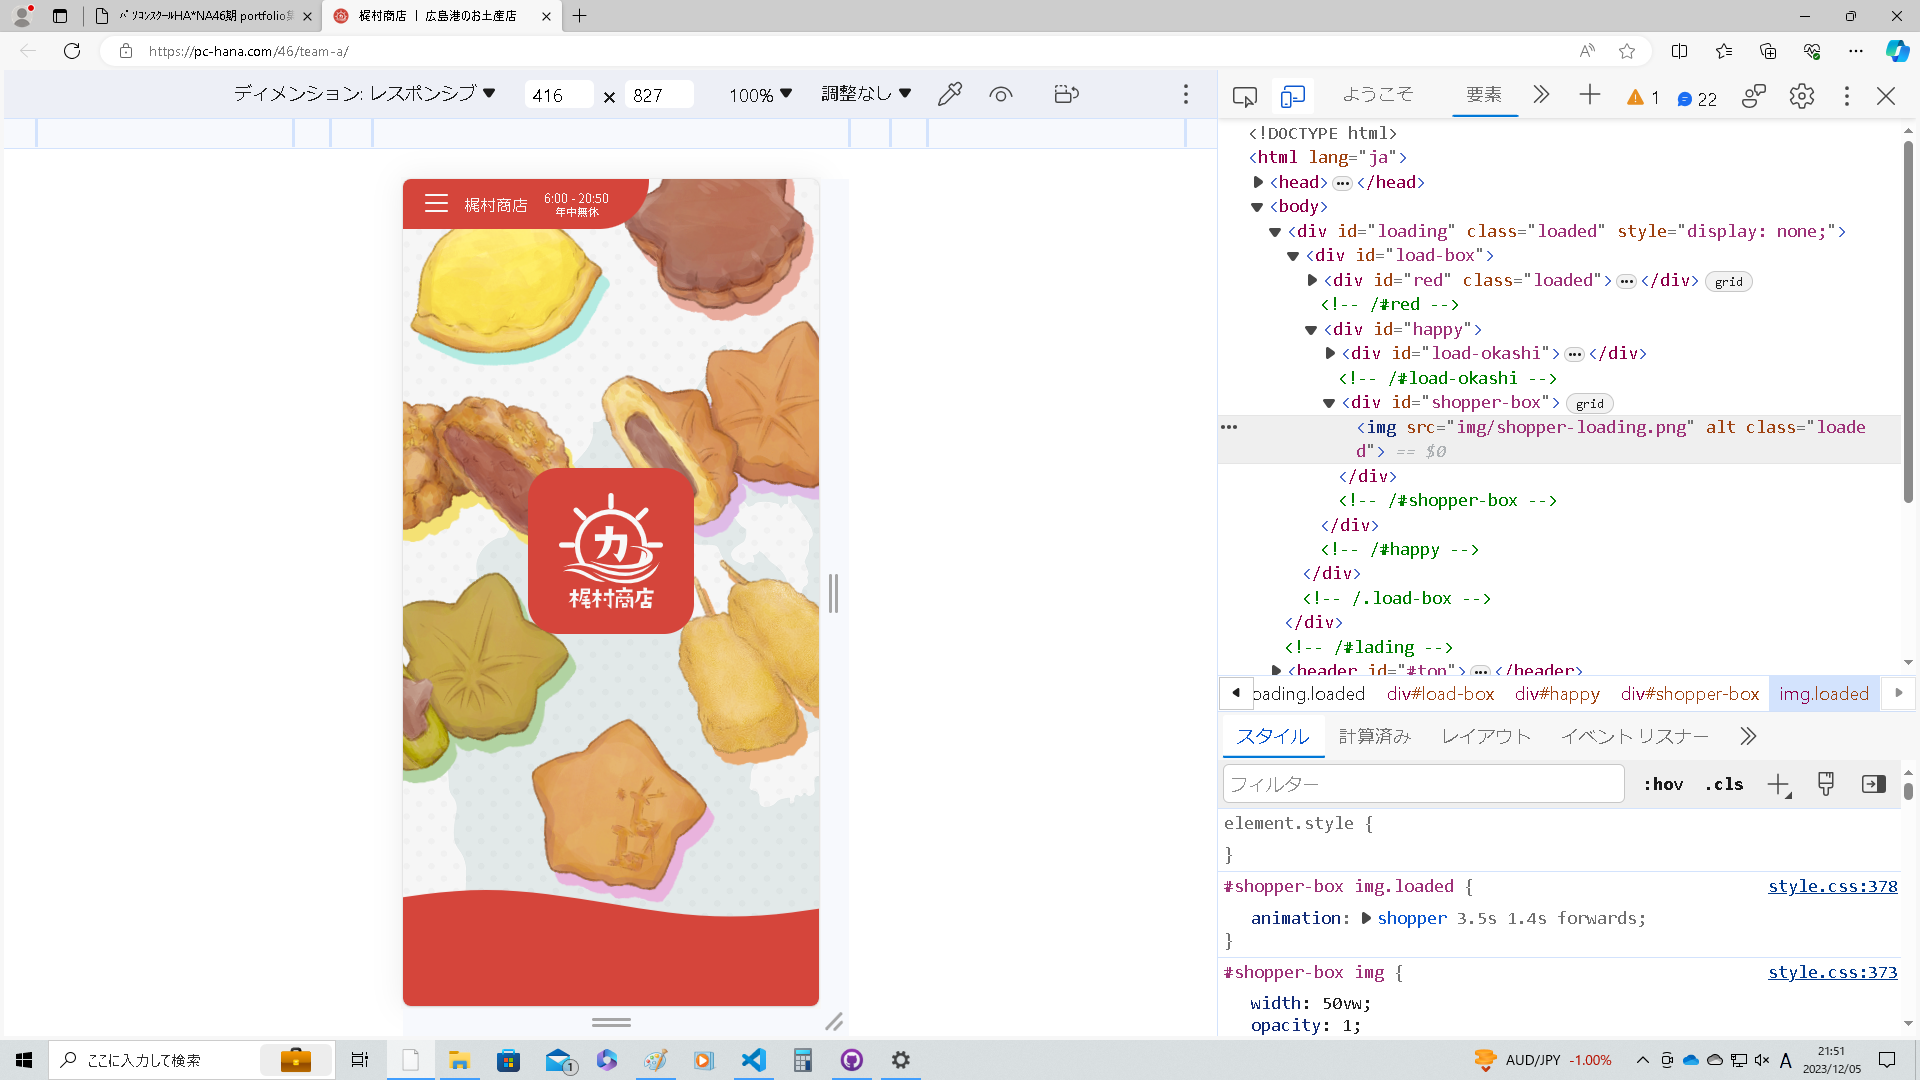 ﾊﾟｿｺﾝｽｸｰﾙHA*NA46期 portfolio集
梶村商店 ｜ 広島港のお土産店
https://pc-hana.com/46/team-a/
ディメンション: レスポンシブ
416 × 827
100%
調整なし
ようこそ
要素
1
22
梶村商店
6:00 - 20:50
年中無休
カ
梶村商店
<!DOCTYPE html>
<html lang="ja">
<head> ••• </head>
<body>
<div id="loading" class="loaded" style="display: none;">
<div id="load-box">
<div id="red" class="loaded"> ••• </div> grid
<!-- /#red -->
<div id="happy">
<div id="load-okashi"> ••• </div>
<!-- /#load-okashi -->
<div id="shopper-box"> grid
<img src="img/shopper-loading.png" alt class="loade
d"> == $0
</div>
<!-- /#shopper-box -->
</div>
<!-- /#happy -->
</div>
<!-- /.load-box -->
</div>
<!-- /#lading -->
<header id="#top"> ••• </header>
oading.loaded div#load-box div#happy div#shopper-box img.loaded
スタイル 計算済み レイアウト イベント リスナー
フィルター
:hov .cls
element.style {
}
#shopper-box img.loaded {
style.css:378
animation: shopper 3.5s 1.4s forwards;
}
#shopper-box img {
style.css:373
width: 50vw;
opacity: 1;
ここに入力して検索
1
AUD/JPY -1.00%
A
21:51
2023/12/05